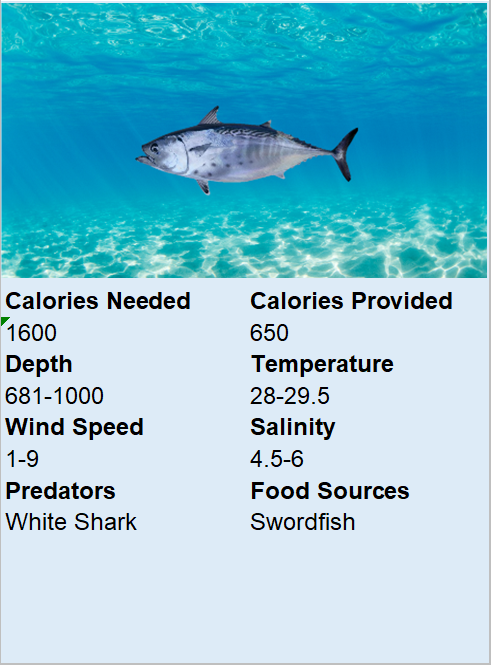 Calories Needed Calories Provided
1600 650
Depth Temperature
681-1000 28-29.5
Wind Speed Salinity
1-9 4.5-6
Predators Food Sources
White Shark Swordfish